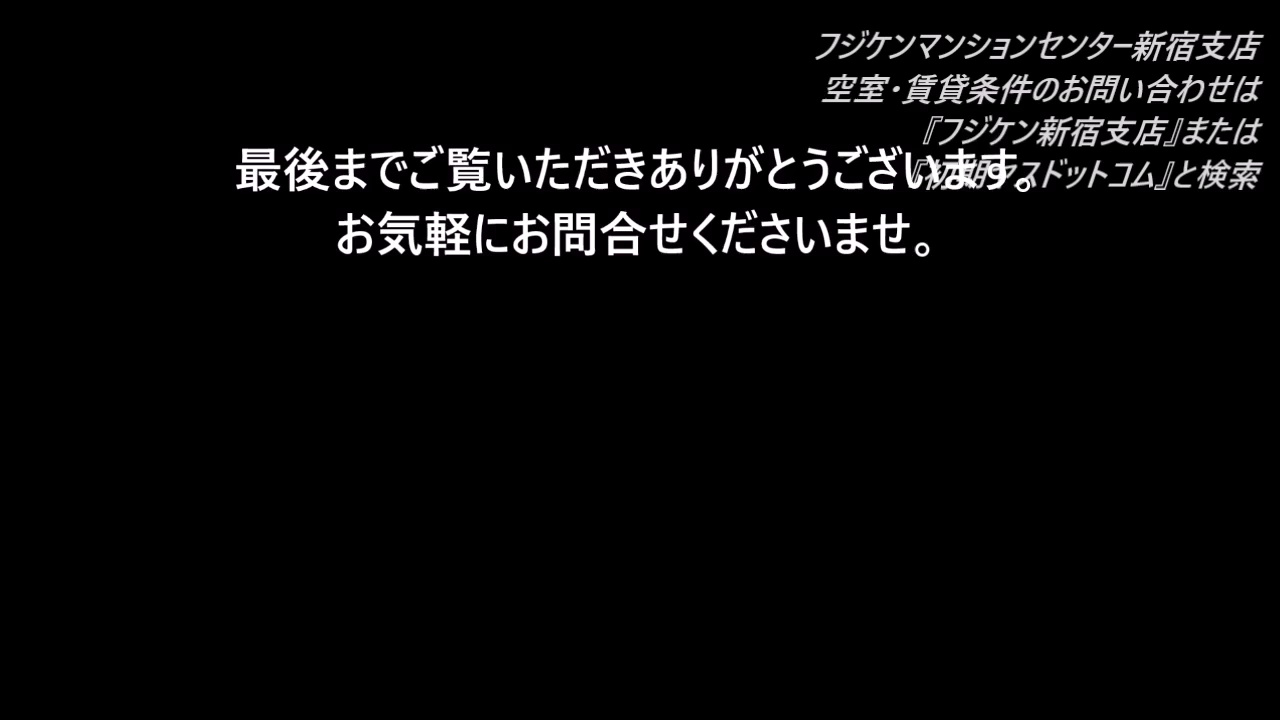 フジケンマンションセンター新宿支店
空室・賃貸条件のお問い合わせは
『フジケン新宿支店』または
ドットコム』と検索
最後までご覧いただきありがとうございます。
お気軽にお問合せくださいませ。